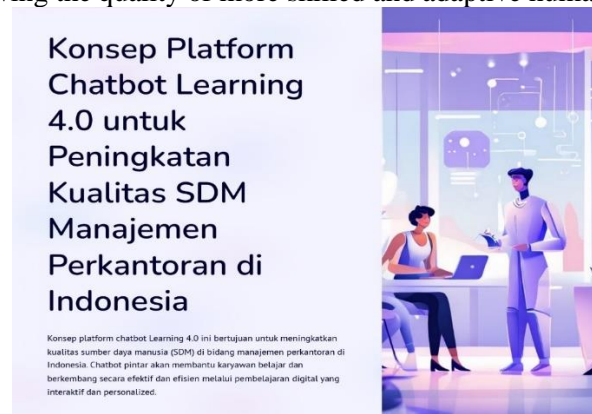 the quality of more skilled and adaptive
Konsep Platform
Chatbot Learning
4.0 untuk
Peningkatan
Kualitas SDM
Manajemen
Perkantoran di
Indonesia
Konsep platform chatbot Learning 4.0 ini bertujuan untuk meningkatkan
kualitas sumber daya manusia (SDM) di bidang manajemen perkantoran di
Indonesia. Chatbot pintar akan membantu karyawan belajar dan
berkembang secara efektif dan efisien melalui pembelajaran digital yang
interaktif dan personalized.